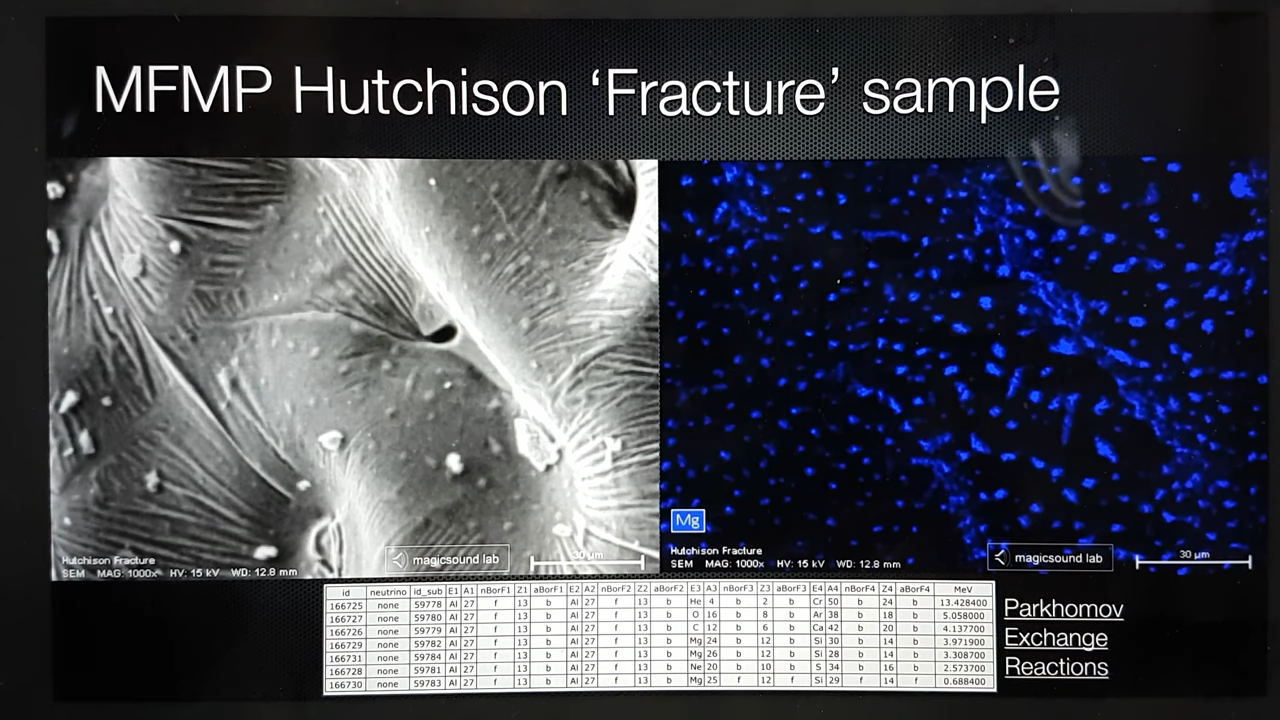 MFMP Hutchison ‘Fracture’ sample
Hutchison Fracture
SEM MAG: 1000x HV: 15 kV WD: 12.8 mm
magicsound lab
30 µm
Mg
Hutchison Fracture
SEM MAG: 1000x HV: 15 kV WD: 12.8 mm
magicsound lab
30 µm
id neutrino id_sub E1 A1 nBorF1 Z1 aBorF1 E2 A2 nBorF2 Z2 aBorF2 E3 A3 nBorF3 Z3 aBorF3 E4 A4 nBorF4 Z4 aBorF4 MeV
166725 none 59778 Al 27 f 13 b Al 27 f 13 b He 4 b 2 b Cr 50 b 24 b 13.428400
166727 none 59780 Al 27 f 13 b Al 27 f 13 b O 16 b 8 b Ar 38 b 18 b 5.058000
166726 none 59779 Al 27 f 13 b Al 27 f 13 b C 12 b 6 b Ca 42 b 20 b 4.137700
166729 none 59782 Al 27 f 13 b Al 27 f 13 b Mg 24 b 12 b Si 30 b 14 b 3.971900
166731 none 59784 Al 27 f 13 b Al 27 f 13 b Mg 26 b 12 b Si 28 b 14 b 3.308700
166728 none 59781 Al 27 f 13 b Al 27 f 13 b Ne 20 b 10 b S 34 b 16 b 2.573700
166730 none 59783 Al 27 f 13 b Al 27 f 13 b Mg 25 f 12 f Si 29 f 14 f 0.688400
Parkhomov
Exchange
Reactions